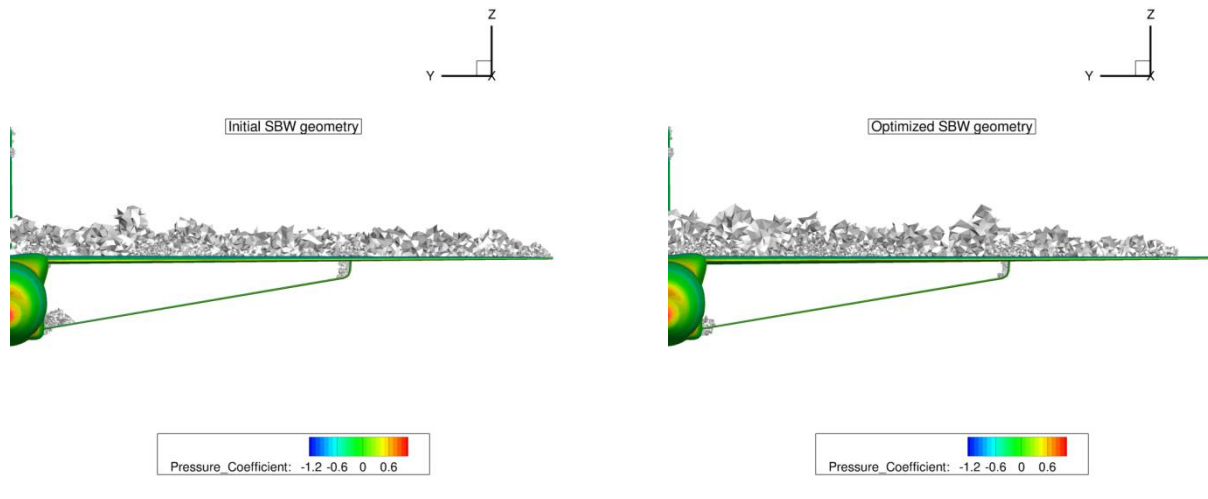 Z
Y
X
Initial SBW geometry
Pressure_Coefficient: -1.2 -0.6 0 0.6
Z
Y
X
Optimized SBW geometry
Pressure_Coefficient: -1.2 -0.6 0 0.6